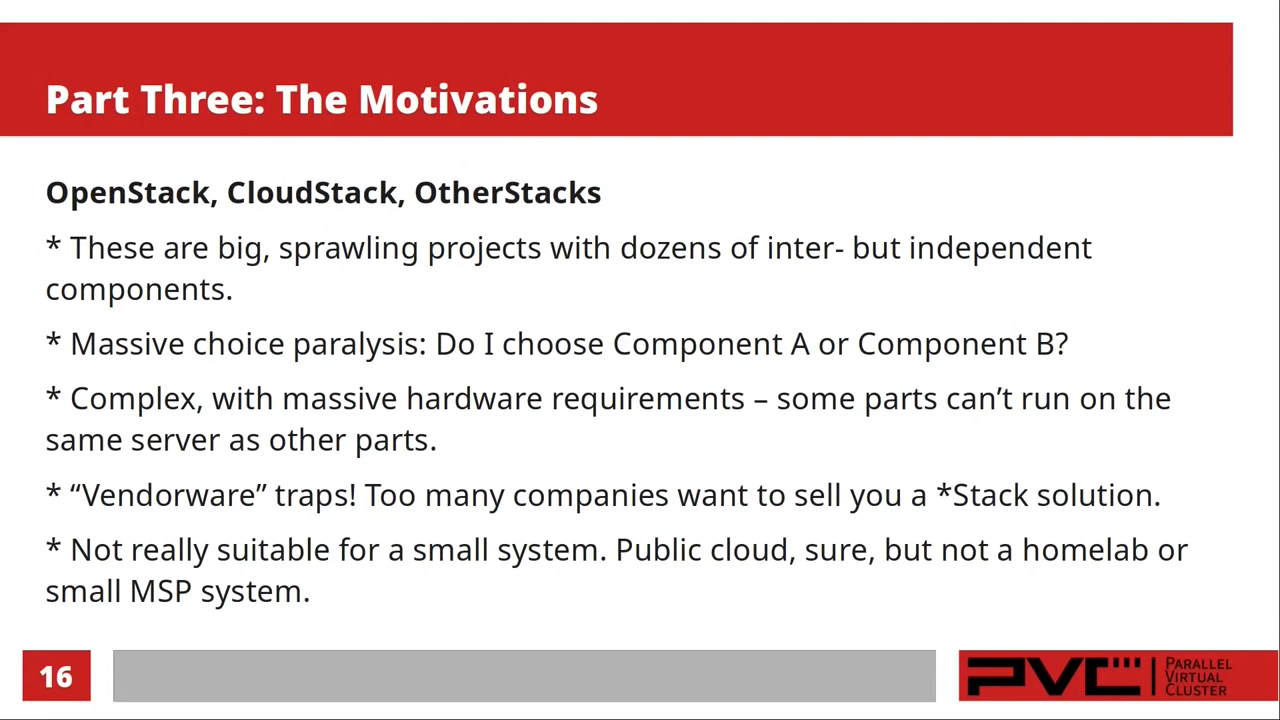 Part Three: The Motivations
OpenStack, CloudStack, OtherStacks
* These are big, sprawling projects with dozens of inter- but independent
components.
* Massive choice paralysis: Do I choose Component A or Component B?
* Complex, with massive hardware requirements – some parts can’t run on the
same server as other parts.
* “Vendorware” traps! Too many companies want to sell you a *Stack solution.
* Not really suitable for a small system. Public cloud, sure, but not a homelab or
small MSP system.
16
PVC
PARALLEL
VIRTUAL
CLUSTER